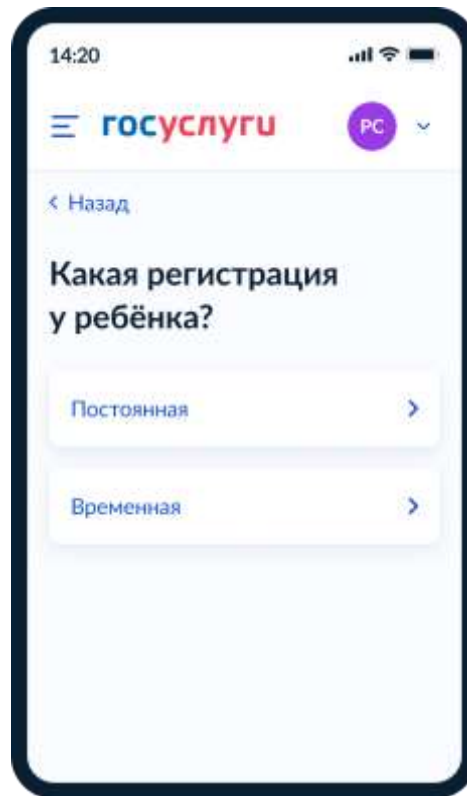 14:20
госуслуги
РС
Назад
Какая регистрация
у ребёнка?
Постоянная
Временная